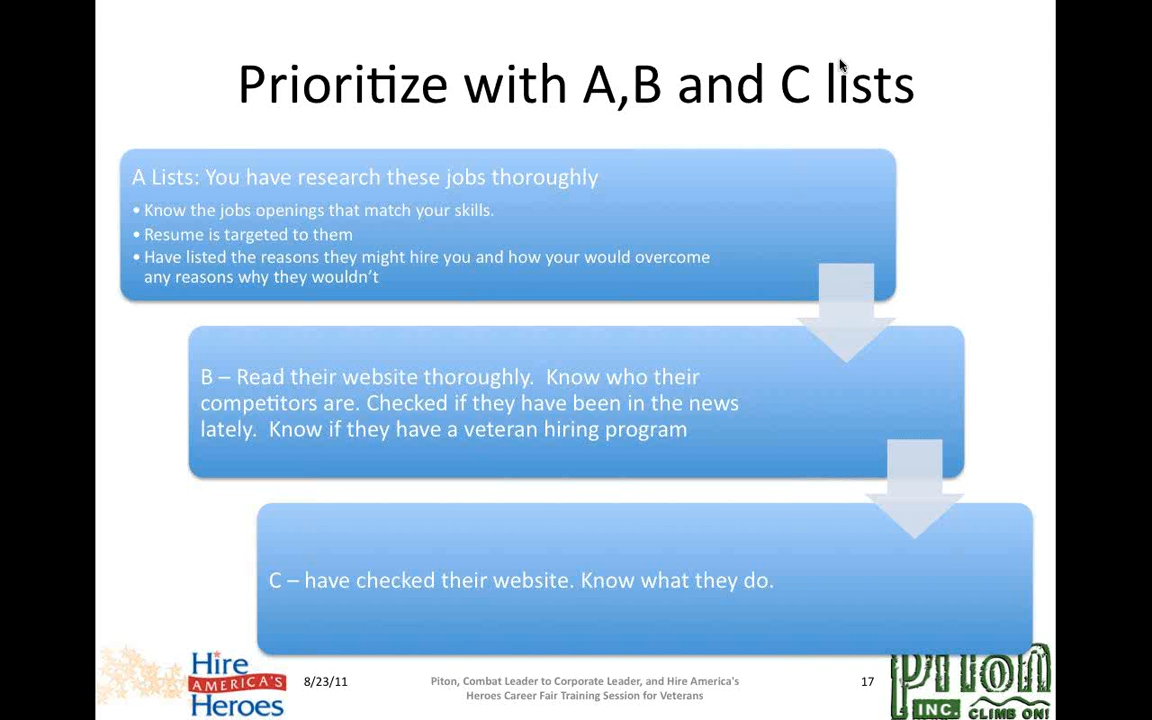 Prioritize with A,B and C lists
A Lists: You have research these jobs thoroughly
• Know the jobs openings that match your skills.
• Resume is targeted to them
• Have listed the reasons they might hire you and how your would overcome
any reasons why they wouldn't
B – Read their website thoroughly.  Know who their
competitors are. Checked if they have been in the news
lately.  Know if they have a veteran hiring program
C – have checked their website. Know what they do.
Hire
AMERICA'S
Heroes
8/23/11
Piton, Combat Leader to Corporate Leader, and Hire America's
Heroes Career Fair Training Session for Veterans
17
Piton
INC. CLIMB ON!